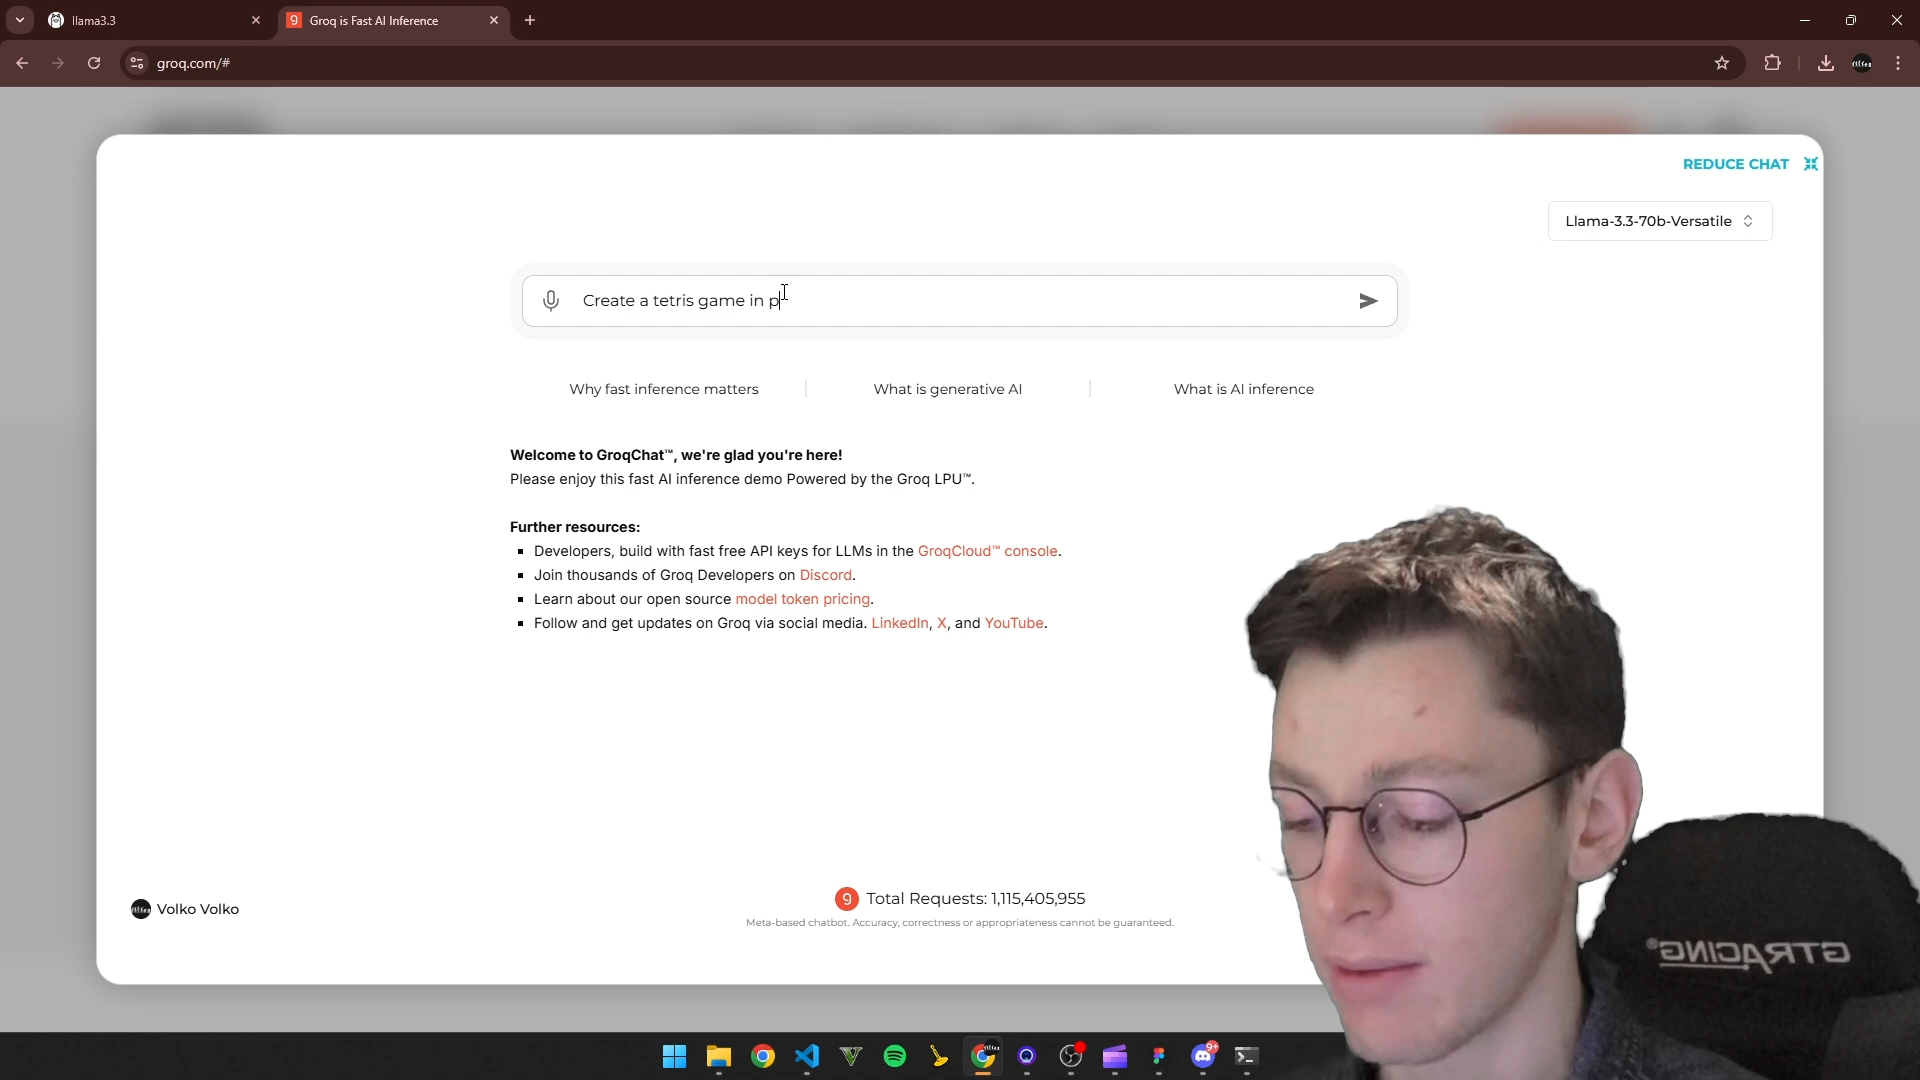 llama3.3
Groq is Fast AI Inference
groq.com/#
REDUCE CHAT
Llama-3.3-70b-Versatile
Create a tetris game in p
Why fast inference matters
What is generative AI
What is AI inference
Welcome to GroqChat™, we're glad you're here!
Please enjoy this fast AI inference demo Powered by the Groq LPU™.
Further resources:
Developers, build with fast free API keys for LLMs in the GroqCloud™ console.
Join thousands of Groq Developers on Discord.
Learn about our open source model token pricing.
Follow and get updates on Groq via social media. LinkedIn, X, and YouTube.
Volko Volko
Total Requests: 1,115,405,955
Meta-based chatbot. Accuracy, correctness or appropriateness cannot be guaranteed.
GTRACING®
9+